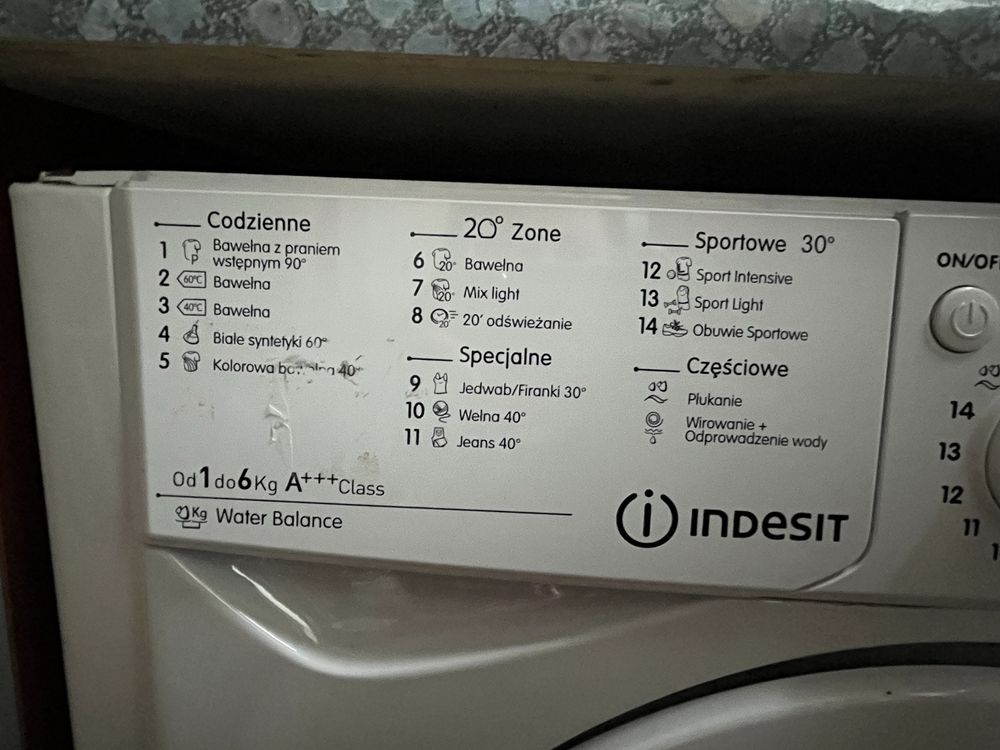 Codzienne
1 P Bawełna z praniem
wstępnym 90°
2 60°C Bawełna
3 40°C Bawełna
4 Białe syntetyki 60°
5 Kolorowa 40°
Od 1 do 6 Kg A+++ Class
Kg Water Balance
20° Zone
6 20° Bawełna
7 20° Mix light
8 20' 20' odświeżanie
Specjalne
9 Jedwab/Firanki 30°
10 Wełna 40°
11 Jeans 40°
Sportowe 30°
12 Sport Intensive
13 Sport Light
14 Obuwie Sportowe
Częściowe
Płukanie
Wirowanie +
Odprowadzenie wody
indesit
ON/OF
14
13
12
11